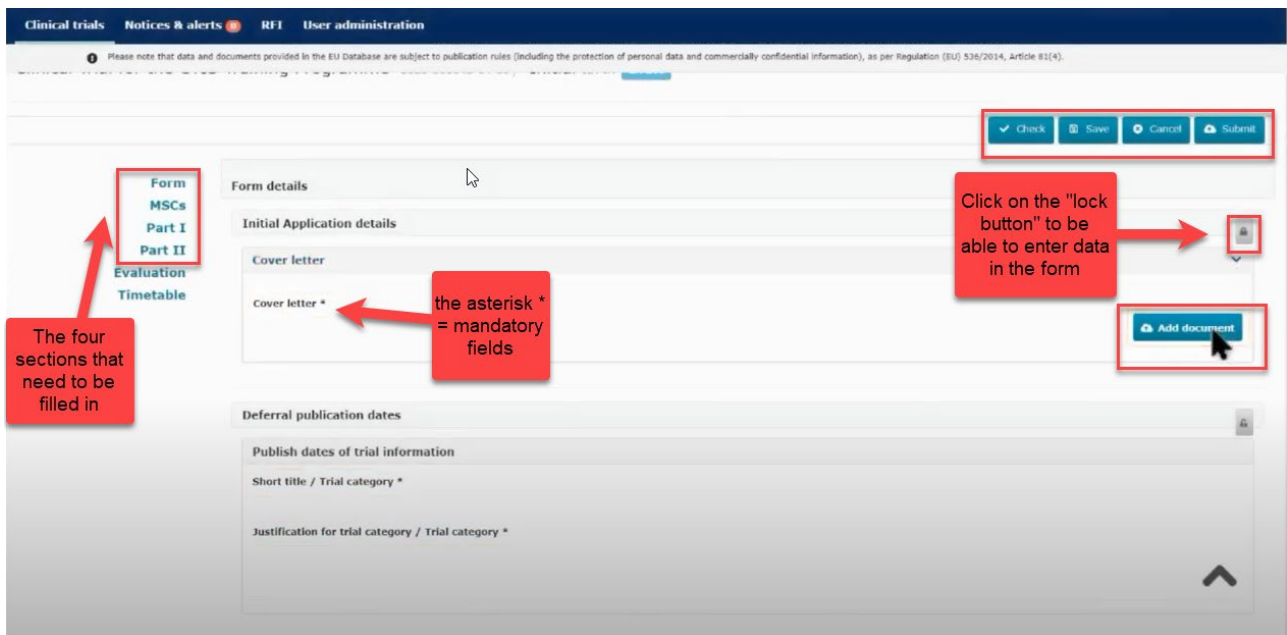 Clinical trials Notices & alerts RFI User administration
Please note that data and documents provided in the EU Database are subject to publication rules (including the protection of personal data and commercially confidential information), as per Regulation (EU) 536/2014, Article 81(4).
Check Save Cancel Submit
Form
MSCs
Part I
Part II
Evaluation
Timetable
The four
sections that
need to be
filled in
Form details
Initial Application details
Click on the "lock
button" to be
able to enter data
in the form
Cover letter
Cover letter *
the asterisk *
= mandatory
fields
Add document
Deferral publication dates
Publish dates of trial information
Short title / Trial category *
Justification for trial category / Trial category *